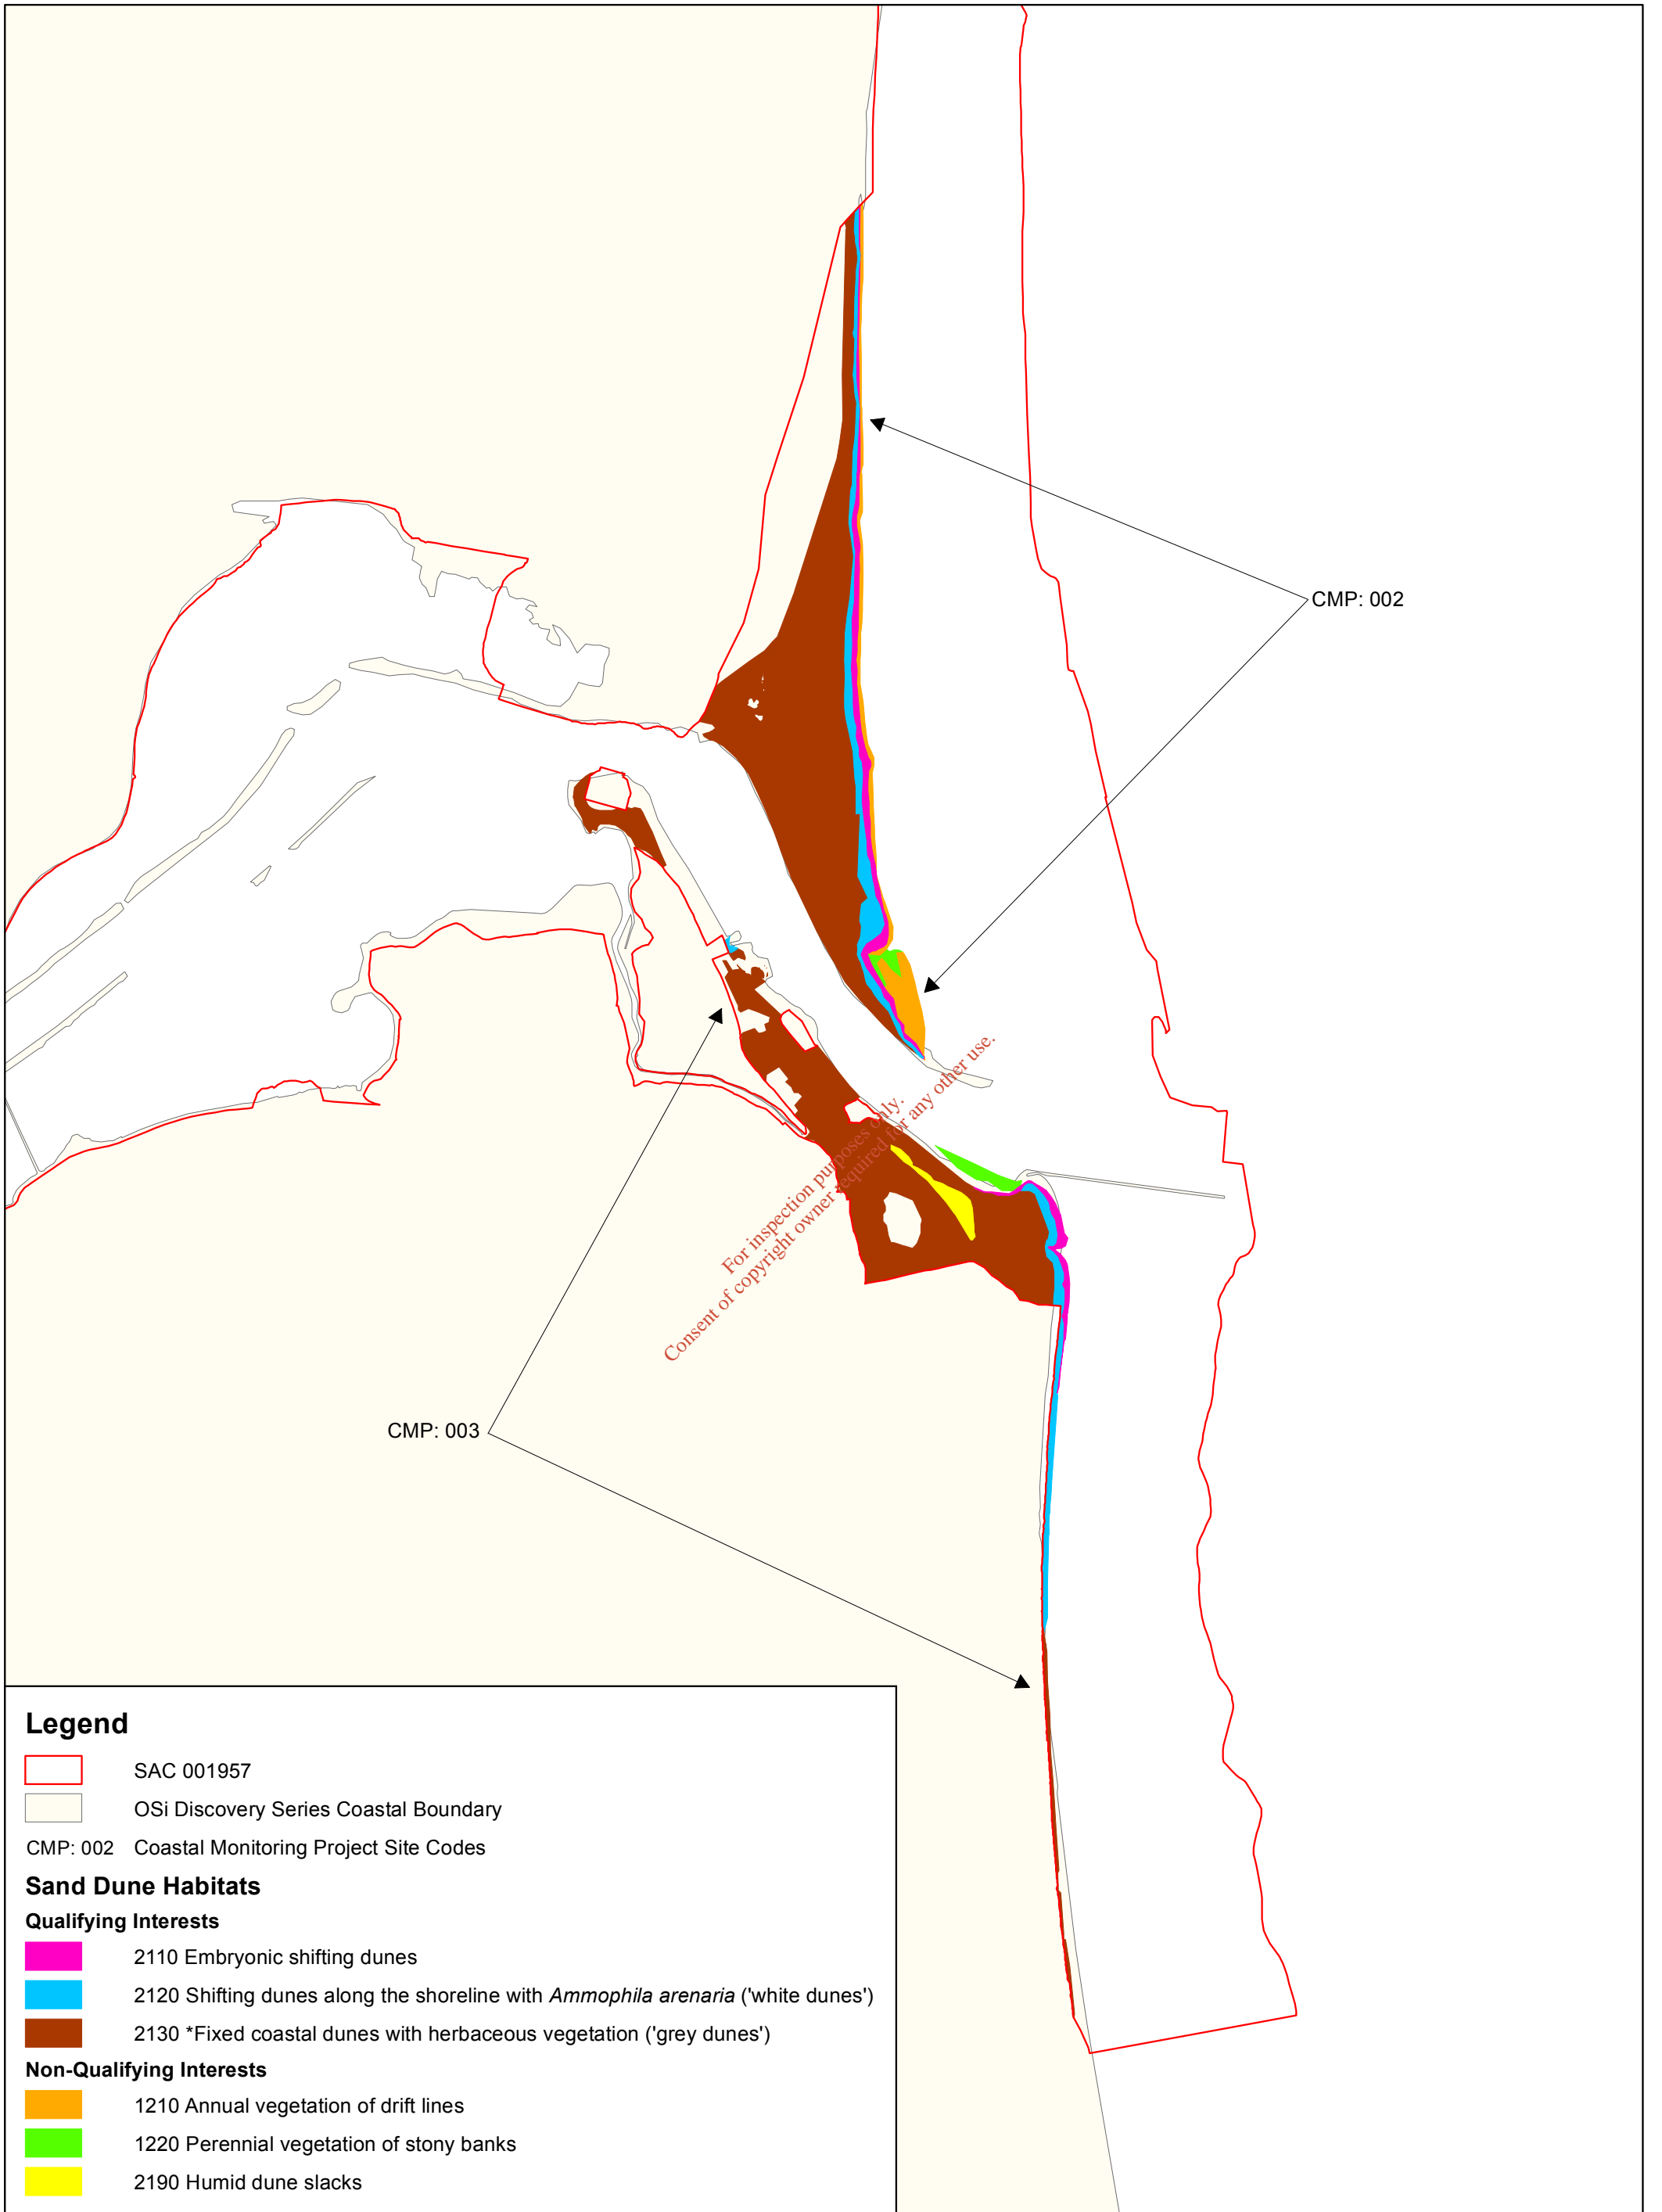 CMP: 002
For inspection purposes only.
Consent of copyright owner required for any other use.
CMP: 003
Legend
SAC 001957
OSi Discovery Series Coastal Boundary
CMP: 002 Coastal Monitoring Project Site Codes
Sand Dune Habitats
Qualifying Interests
2110 Embryonic shifting dunes
2120 Shifting dunes along the shoreline with Ammophila arenaria ('white dunes')
2130 *Fixed coastal dunes with herbaceous vegetation ('grey dunes')
Non-Qualifying Interests
1210 Annual vegetation of drift lines
1220 Perennial vegetation of stony banks
2190 Humid dune slacks